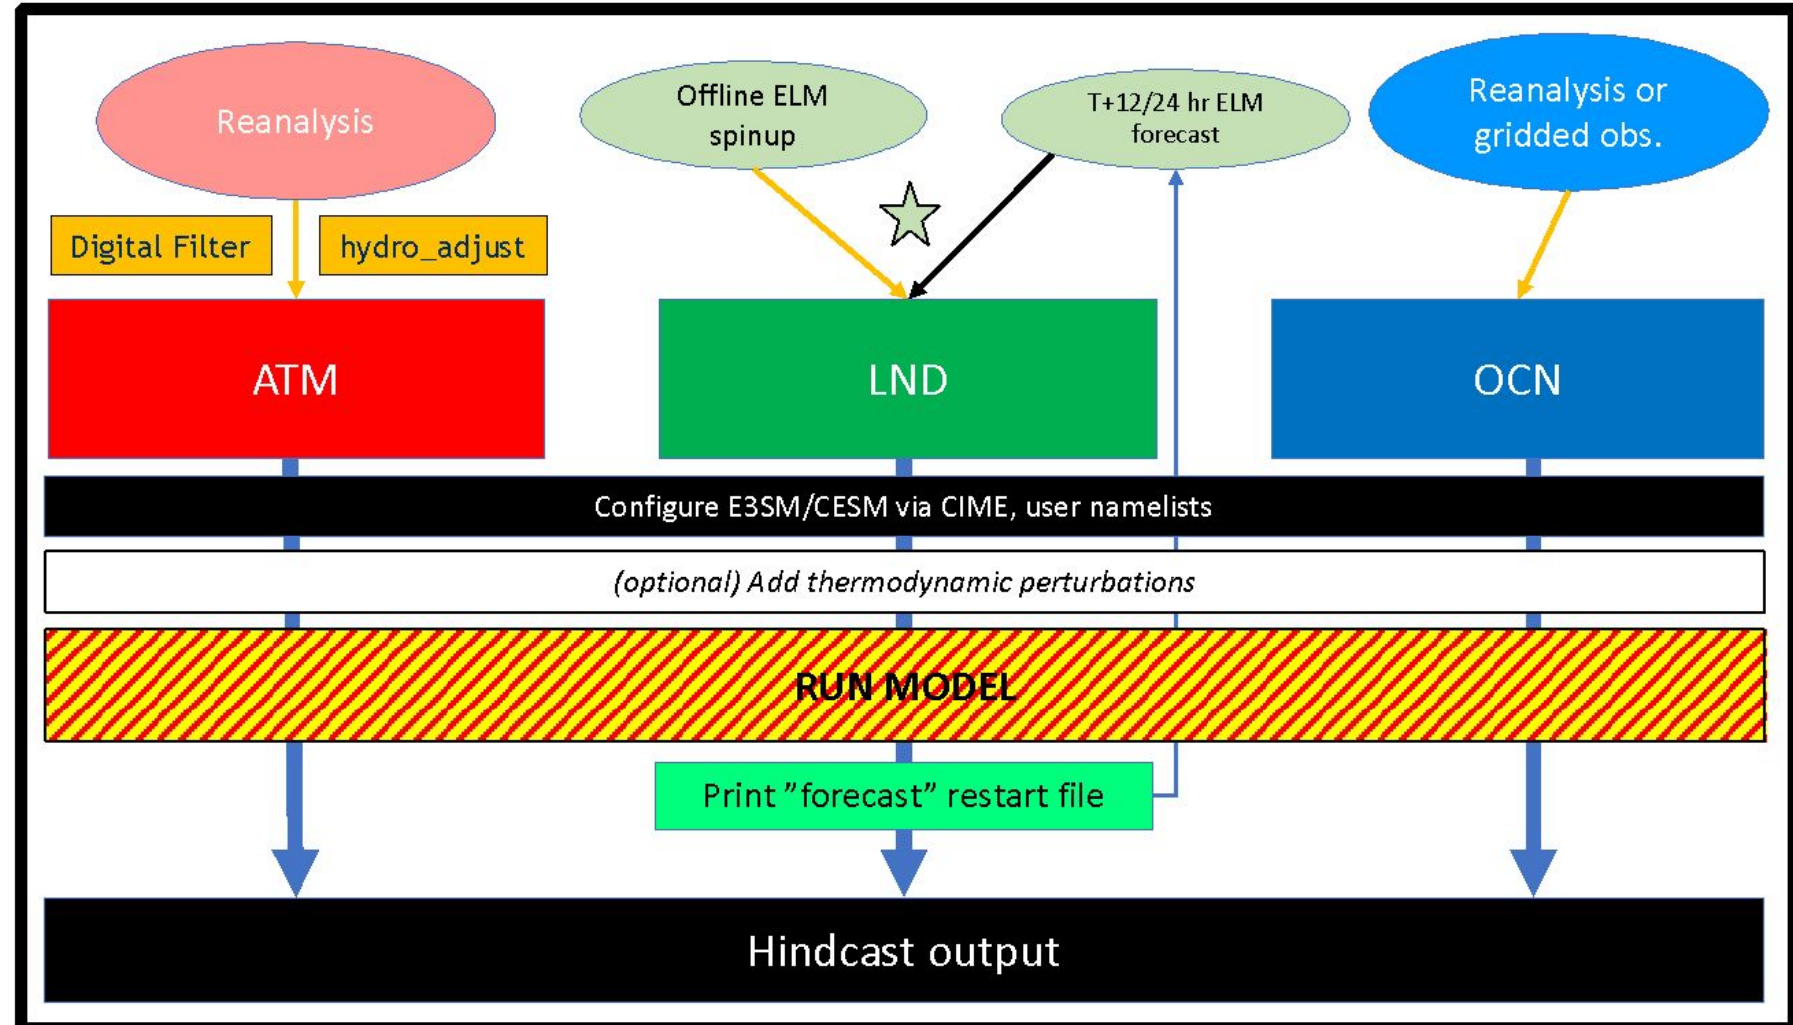 Reanalysis
Offline ELM
spinup
T+12/24 hr ELM
forecast
Reanalysis or
gridded obs.
Digital Filter
hydro_adjust
ATM
LND
OCN
Configure E3SM/CESM via CIME, user namelists
(optional) Add thermodynamic perturbations
RUN MODEL
Print ”forecast” restart file
Hindcast output